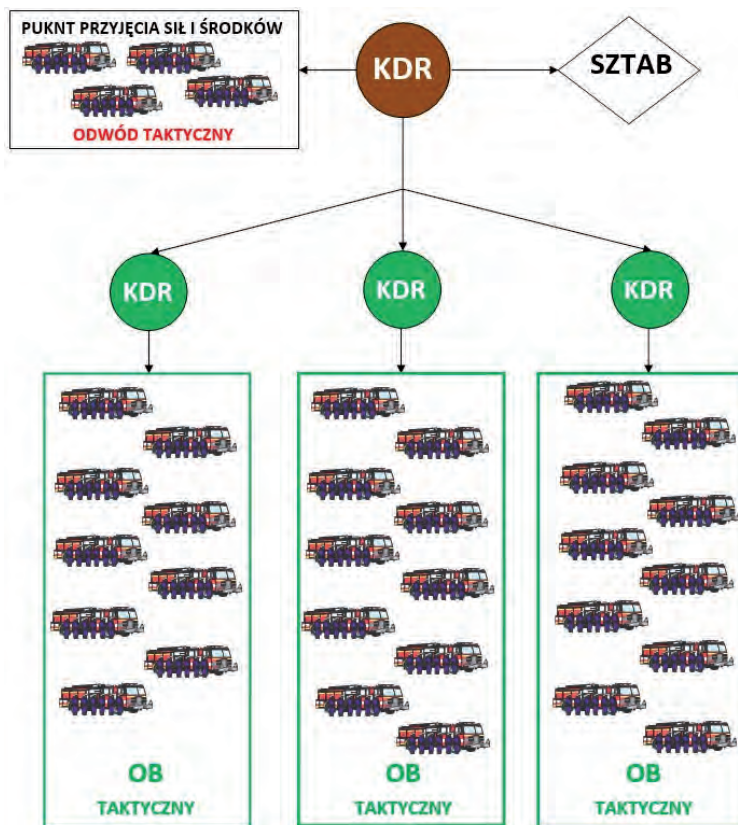 PUKNT PRZYJĘCIA SIŁ I ŚRODKÓW
ODWÓD TAKTYCZNY
KDR
SZTAB
KDR
KDR
KDR
OB
TAKTYCZNY
OB
TAKTYCZNY
OB
TAKTYCZNY